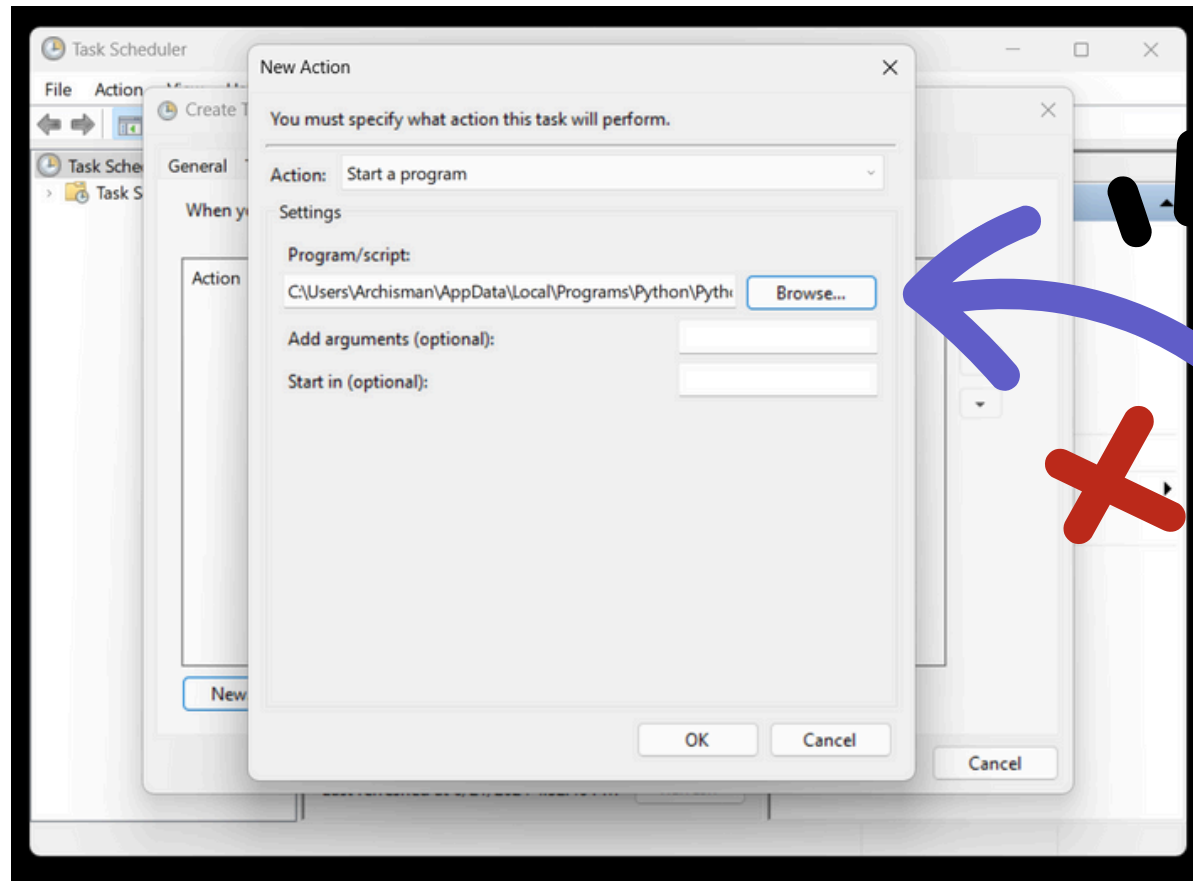 Task Scheduler
File Action
Create T
New Action
You must specify what action this task will perform.
Task Sche
Task S
General
When yo
Action
Action: Start a program
Settings
Program/script:
C:\Users\Archisman\AppData\Local\Programs\Python\Pyth
Browse...
Add arguments (optional):
Start in (optional):
New
OK Cancel
Cancel